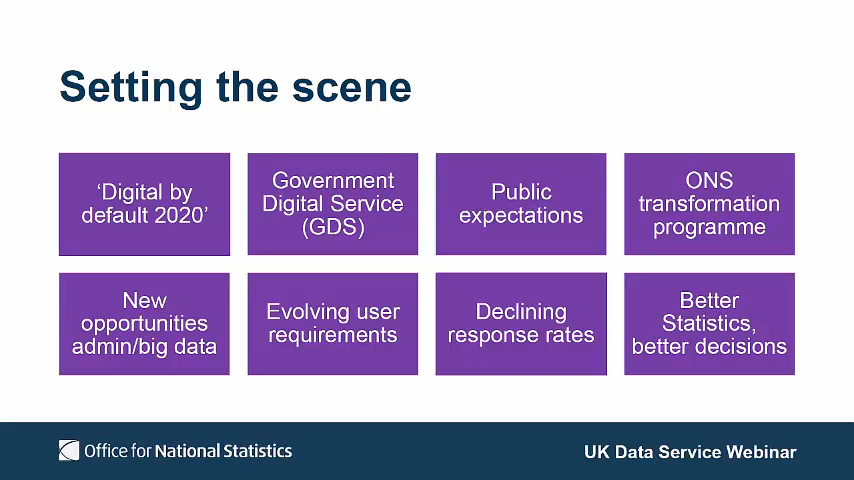 Setting the scene
‘Digital by
default 2020’
Government
Digital Service
(GDS)
Public
expectations
ONS
transformation
programme
New
opportunities
admin/big data
Evolving user
requirements
Declining
response rates
Better
Statistics,
better decisions
Office for National Statistics
UK Data Service Webinar